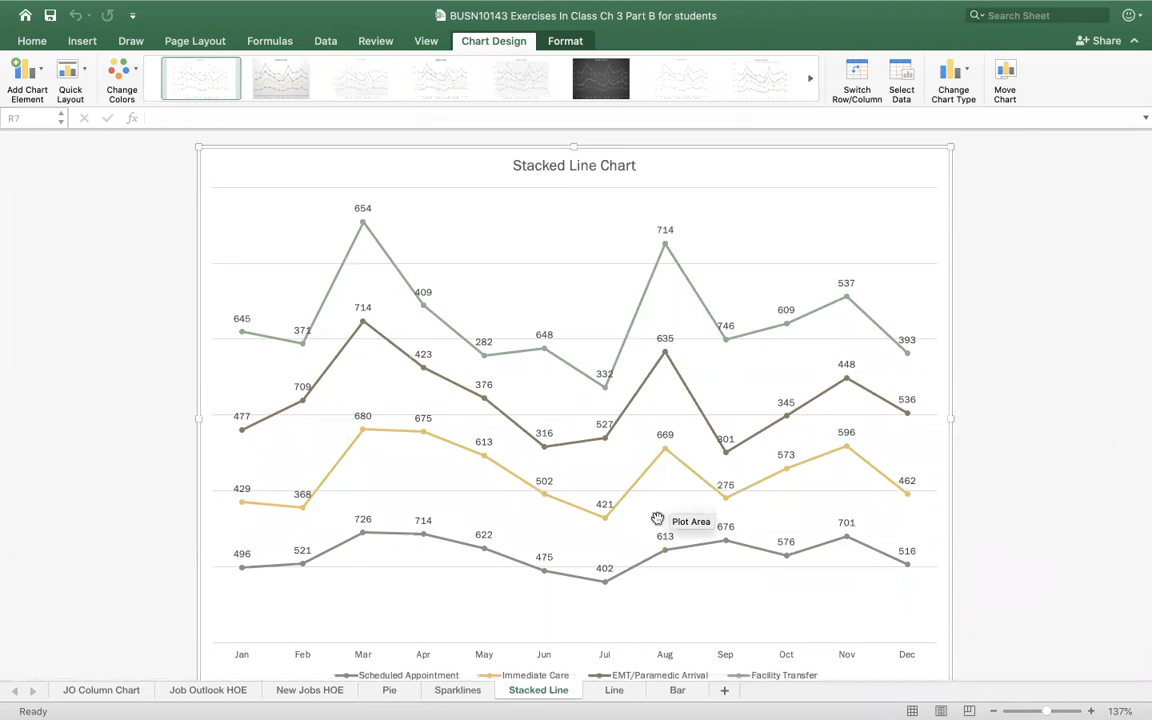 BUSN10143 Exercises In Class Ch 3 Part B for students
Search Sheet
Home Insert Draw Page Layout Formulas Data Review View Chart Design Format
Share
Add Chart Element
Quick Layout
Change Colors
Switch Row/Column
Select Data
Change Chart Type
Move Chart
R7
fx
Stacked Line Chart
645 371 654 409 282 648 332 714 746 609 537 393
477 709 714 423 376 316 527 635 301 345 448 536
429 368 680 675 613 502 421 669 275 573 596 462
496 521 726 714 622 475 402 613 676 576 701 516
Plot Area
Jan Feb Mar Apr May Jun Jul Aug Sep Oct Nov Dec
Scheduled Appointment Immediate Care EMT/Paramedic Arrival Facility Transfer
JO Column Chart Job Outlook HOE New Jobs HOE Pie Sparklines Stacked Line Line Bar +
Ready
137%